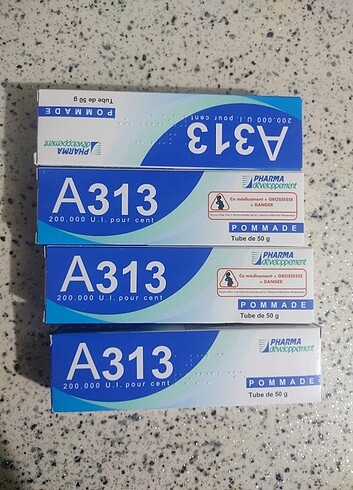 A313
200.000 U.I. pour cent
PHARMA
développement
POMMADE
Tube de 50 g
A313
200.000 U.I. pour cent
PHARMA
développement
Ce médicament + GROSSESSE
= DANGER
POMMADE
Tube de 50 g
A313
200.000 U.I. pour cent
PHARMA
développement
Ce médicament + GROSSESSE
= DANGER
POMMADE
Tube de 50 g
A313
200.000 U.I. pour cent
PHARMA
développement
POMMADE
Tube de 50 g